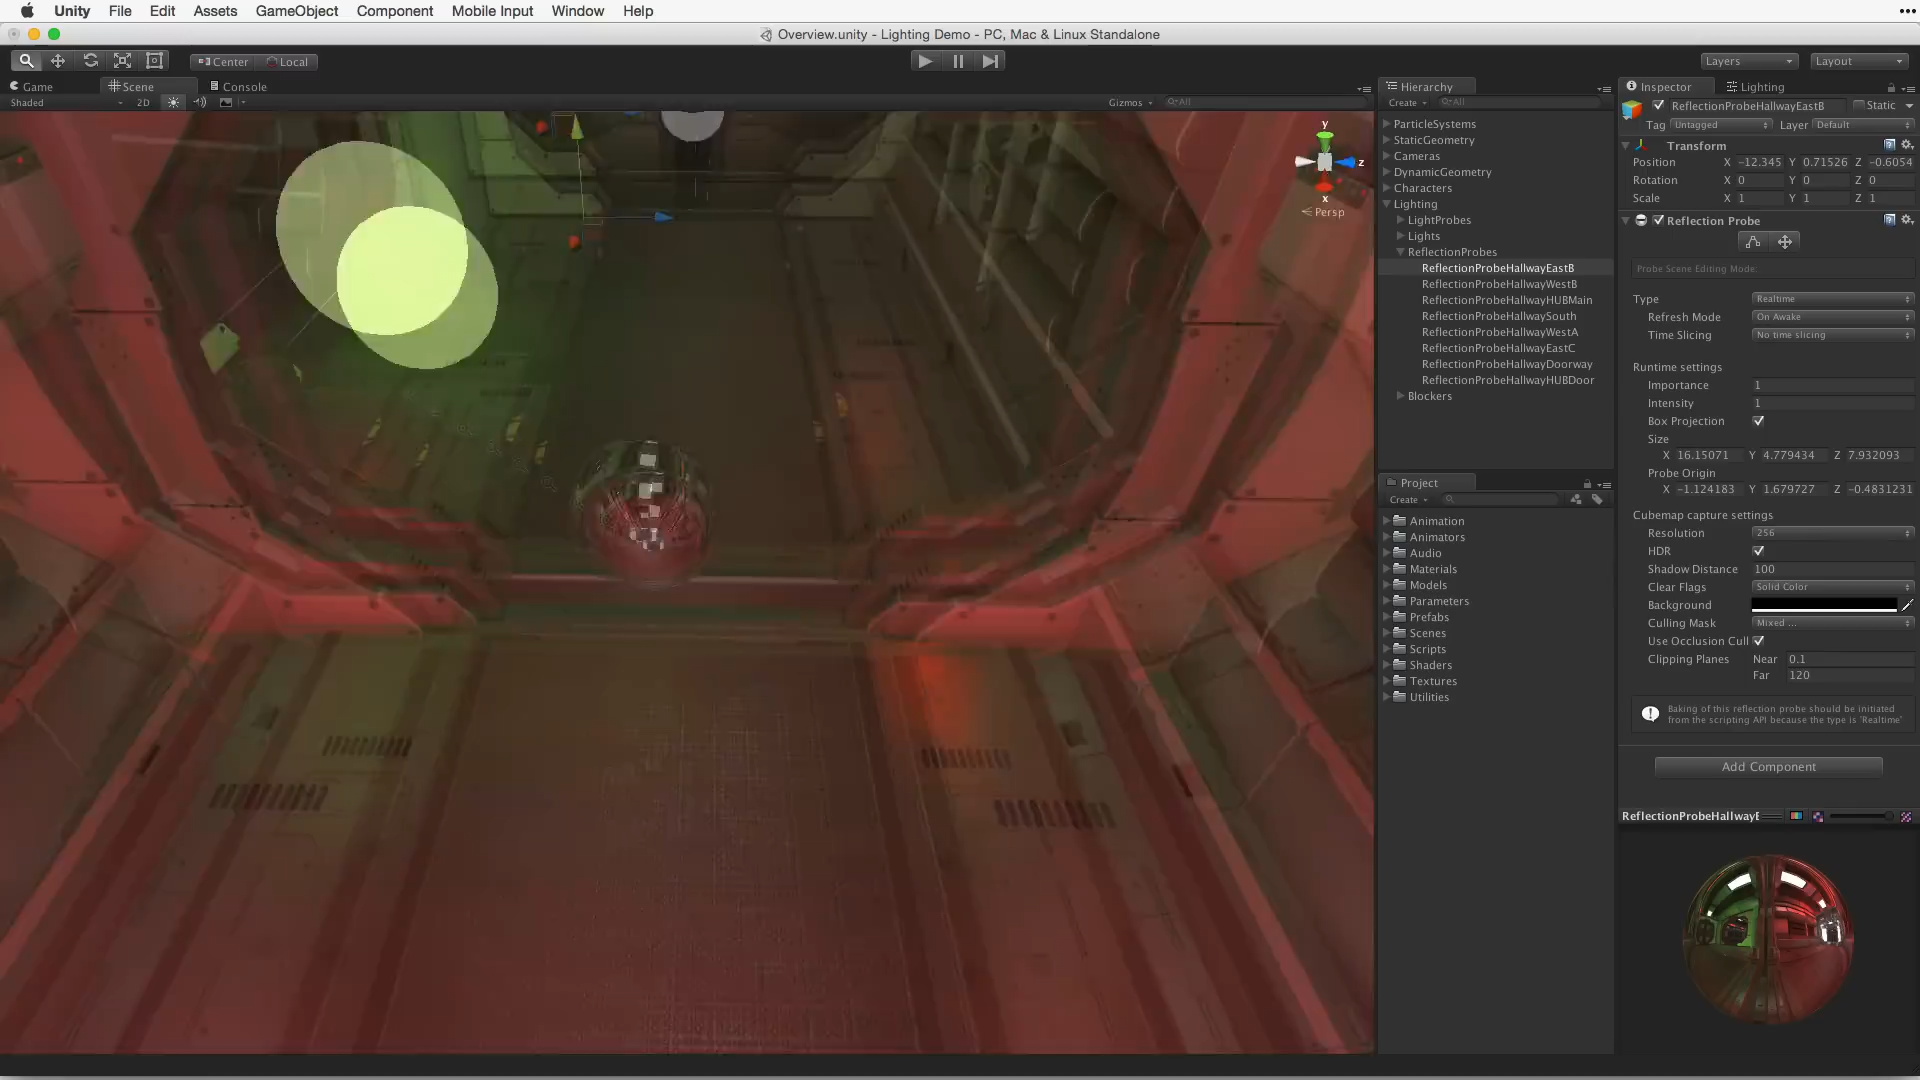 Unity File Edit Assets GameObject Component Mobile Input Window Help
Overview.unity - Lighting Demo - PC, Mac & Linux Standalone
Center Local
Layers Layout
Game Scene Console
Shaded 2D Gizmos All
y
z
x
Persp
Hierarchy
Create All
ParticleSystems
StaticGeometry
Cameras
DynamicGeometry
Characters
Lighting
LightProbes
Lights
ReflectionProbes
ReflectionProbeHallwayEastB
ReflectionProbeHallwayWestB
ReflectionProbeHallwayHUBMain
ReflectionProbeHallwaySouth
ReflectionProbeHallwayWestA
ReflectionProbeHallwayEastC
ReflectionProbeHallwayDoorway
ReflectionProbeHallwayHUBDoor
Blockers
Project
Create
Animation
Animators
Audio
Materials
Models
Parameters
Prefabs
Scenes
Scripts
Shaders
Textures
Utilities
Inspector Lighting
ReflectionProbeHallwayEastB Static
Tag Untagged Layer Default
Transform
Position X -12.345 Y 0.71526 Z -0.6054
Rotation X 0 Y 0 Z 0
Scale X 1 Y 1 Z 1
Reflection Probe
Probe Scene Editing Mode:
Type Realtime
Refresh Mode On Awake
Time Slicing No time slicing
Runtime settings
Importance 1
Intensity 1
Box Projection
Size
X 16.15071 Y 4.779434 Z 7.932093
Probe Origin
X -1.124183 Y 1.679727 Z -0.4831231
Cubemap capture settings
Resolution 256
HDR
Shadow Distance 100
Clear Flags Solid Color
Background
Culling Mask Mixed ...
Use Occlusion Cull
Clipping Planes Near 0.1
Far 120
Baking of this reflection probe should be initiated
from the scripting API because the type is 'Realtime'
Add Component
ReflectionProbeHallwayE